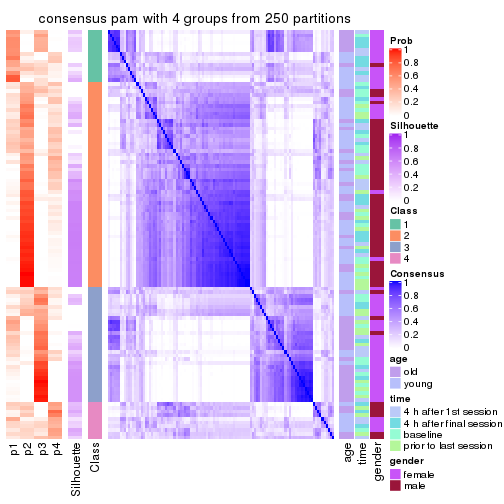 consensus pam with 4 groups from 250 partitions
p1
p2
p3
p4
Silhouette
Class
age
time
gender
Prob
1
0.8
0.6
0.4
0.2
0
Silhouette
1
0.8
0.6
0.4
0.2
0
Class
1
2
3
4
Consensus
1
0.8
0.6
0.4
0.2
0
age
old
young
time
4 h after 1st session
4 h after final session
baseline
prior to last session
gender
female
male